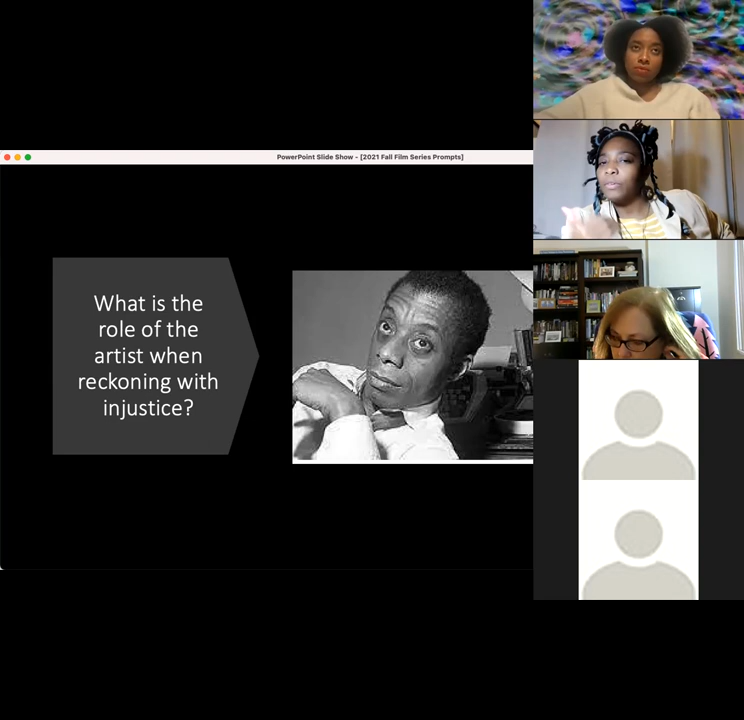 PowerPoint Slide Show - [2021 Fall Film Series Prompts]
What is the
role of the
artist when
reckoning with
injustice?